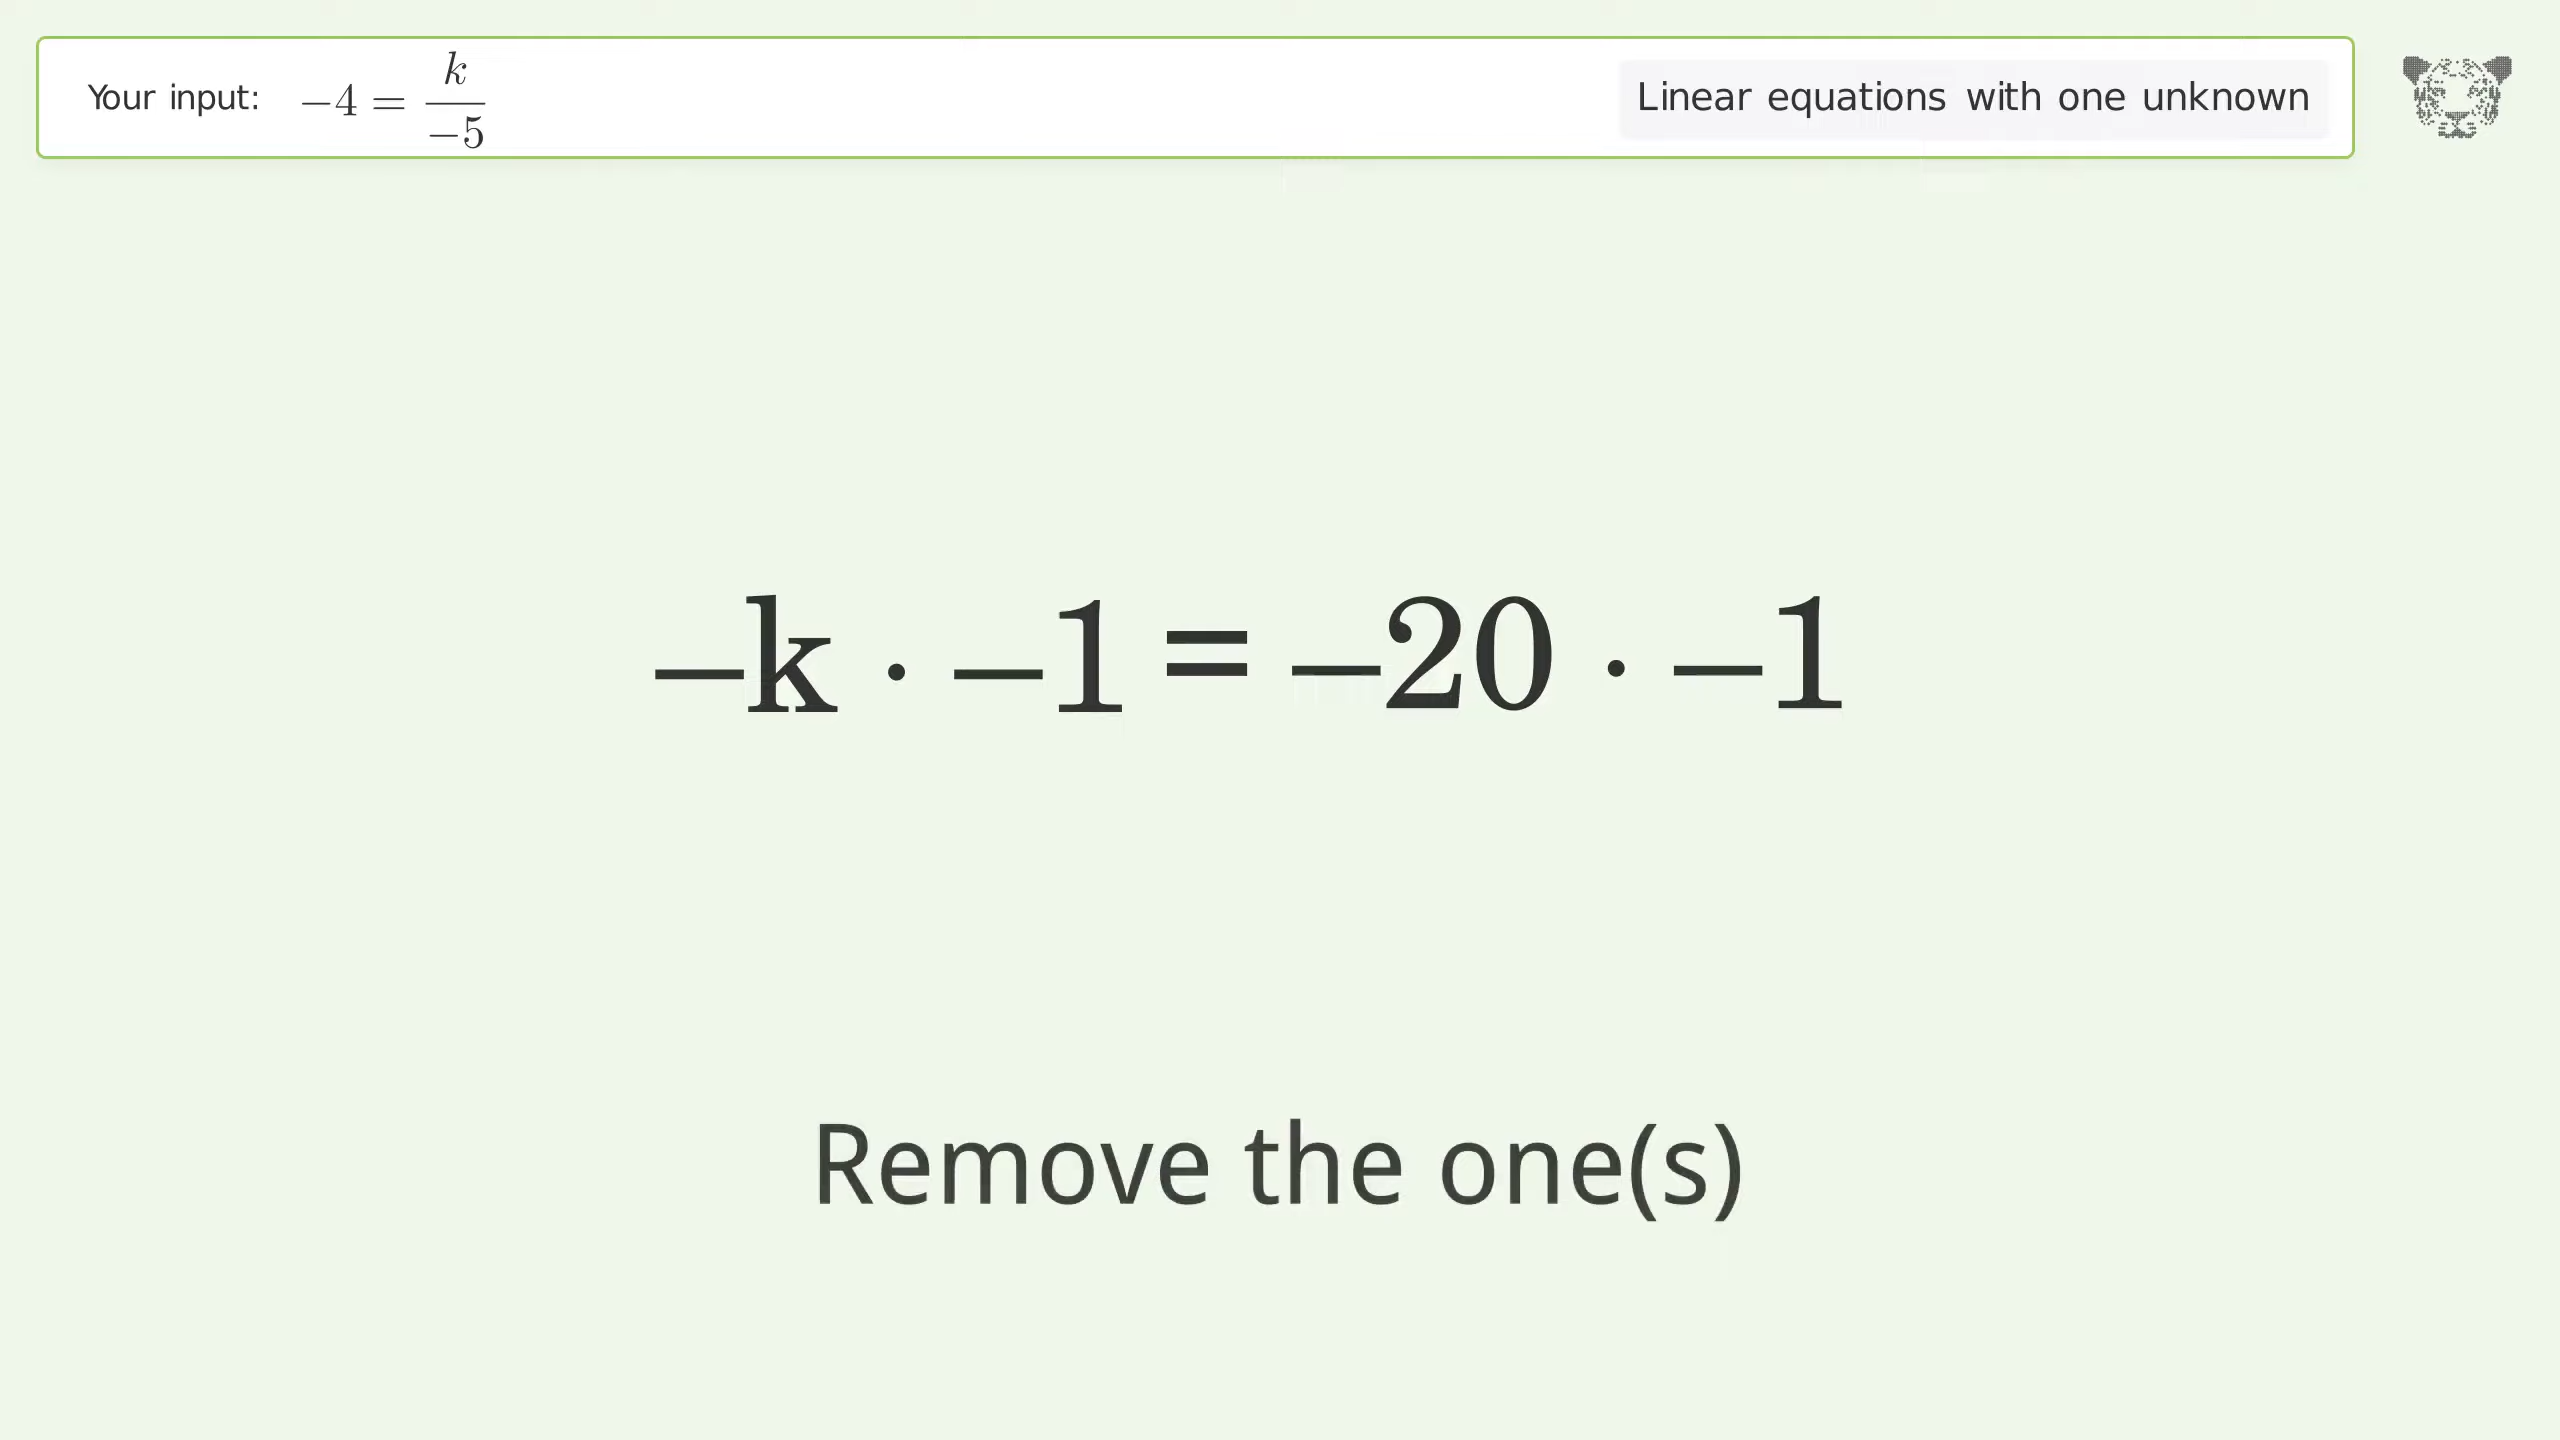 Your input: −4 = k/−5
Linear equations with one unknown
−k · −1 = −20 · −1
Remove the one(s)